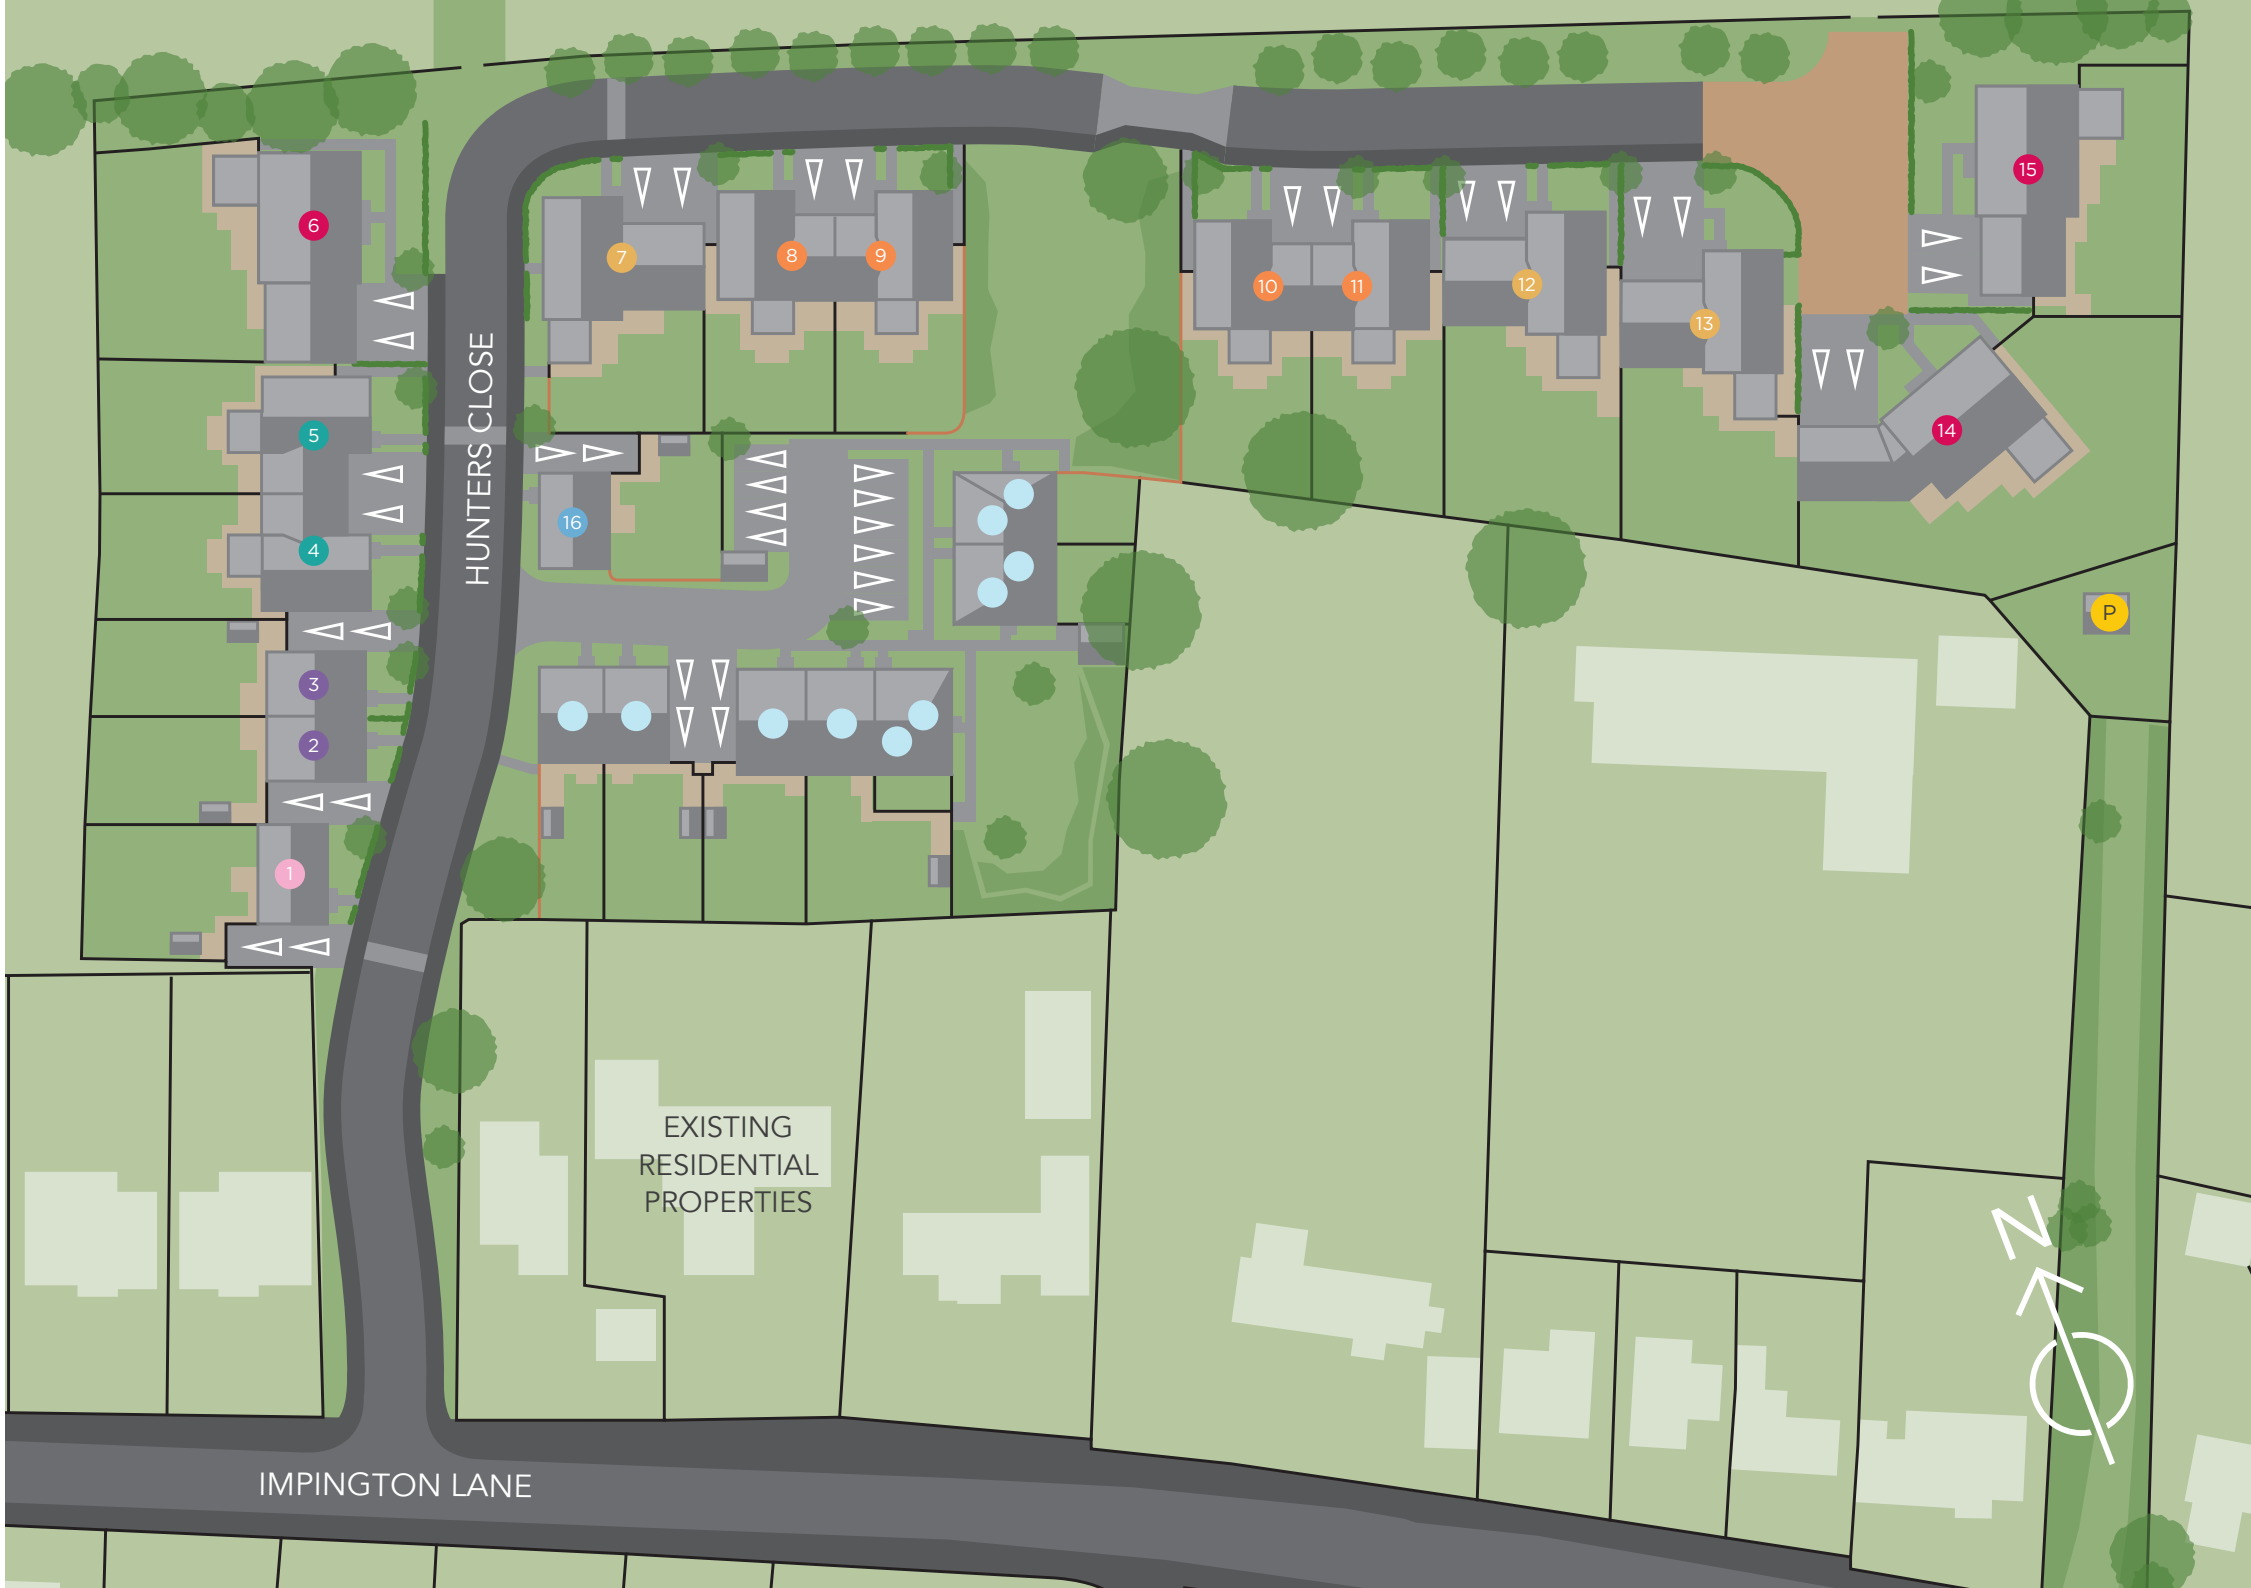 15
6
7
8
9
10
11
12
13
HUNTERS CLOSE
5
14
16
4
P
3
2
1
EXISTING
RESIDENTIAL
PROPERTIES
N
IMPINGTON LANE